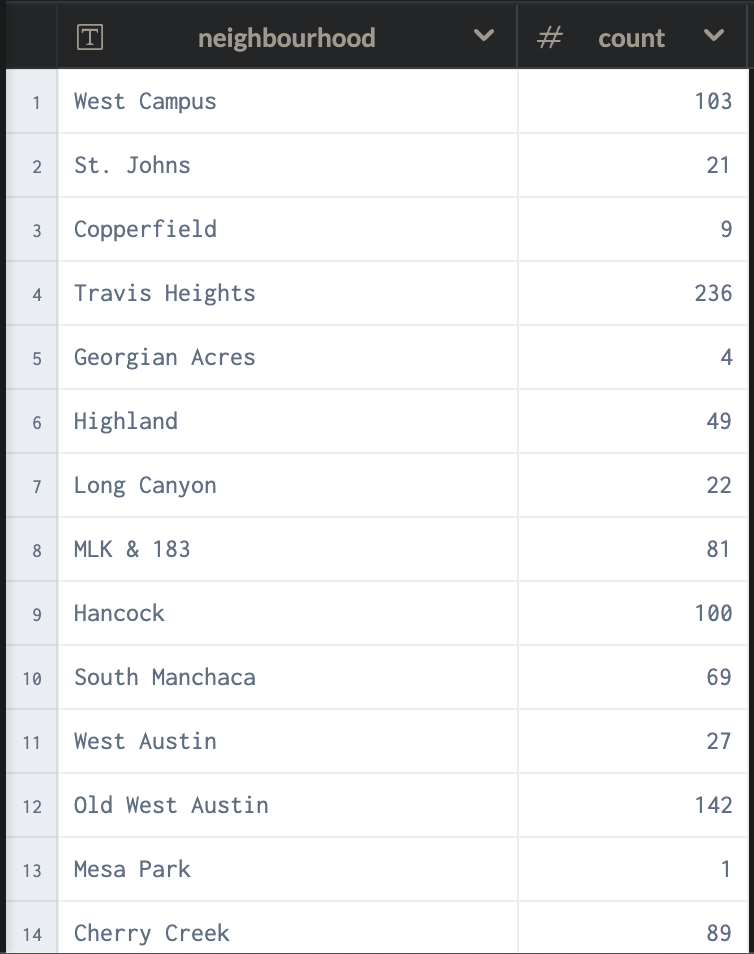 neighbourhood # count
1 West Campus 103
2 St. Johns 21
3 Copperfield 9
4 Travis Heights 236
5 Georgian Acres 4
6 Highland 49
7 Long Canyon 22
8 MLK & 183 81
9 Hancock 100
10 South Manchaca 69
11 West Austin 27
12 Old West Austin 142
13 Mesa Park 1
14 Cherry Creek 89